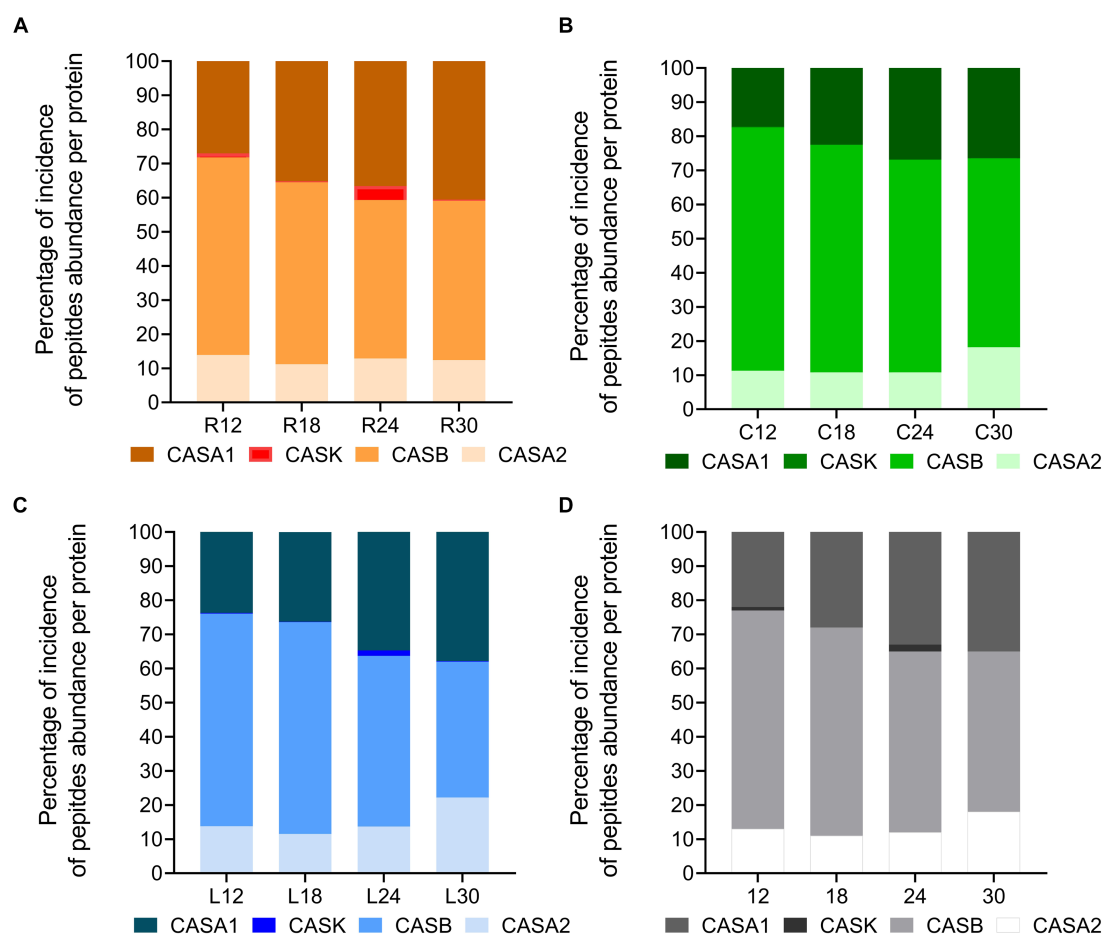 A
Percentage of incidence
of pepitdes abundance per protein
100
90
80
70
60
50
40
30
20
10
0
R12 R18 R24 R30
CASA1 CASK CASB CASA2
B
Percentage of incidence
of pepitdes abundance per protein
100
90
80
70
60
50
40
30
20
10
0
C12 C18 C24 C30
CASA1 CASK CASB CASA2
C
Percentage of incidence
of pepitdes abundance per protein
100
90
80
70
60
50
40
30
20
10
0
L12 L18 L24 L30
CASA1 CASK CASB CASA2
D
Percentage of incidence
of pepitdes abundance per protein
100
90
80
70
60
50
40
30
20
10
0
12 18 24 30
CASA1 CASK CASB CASA2